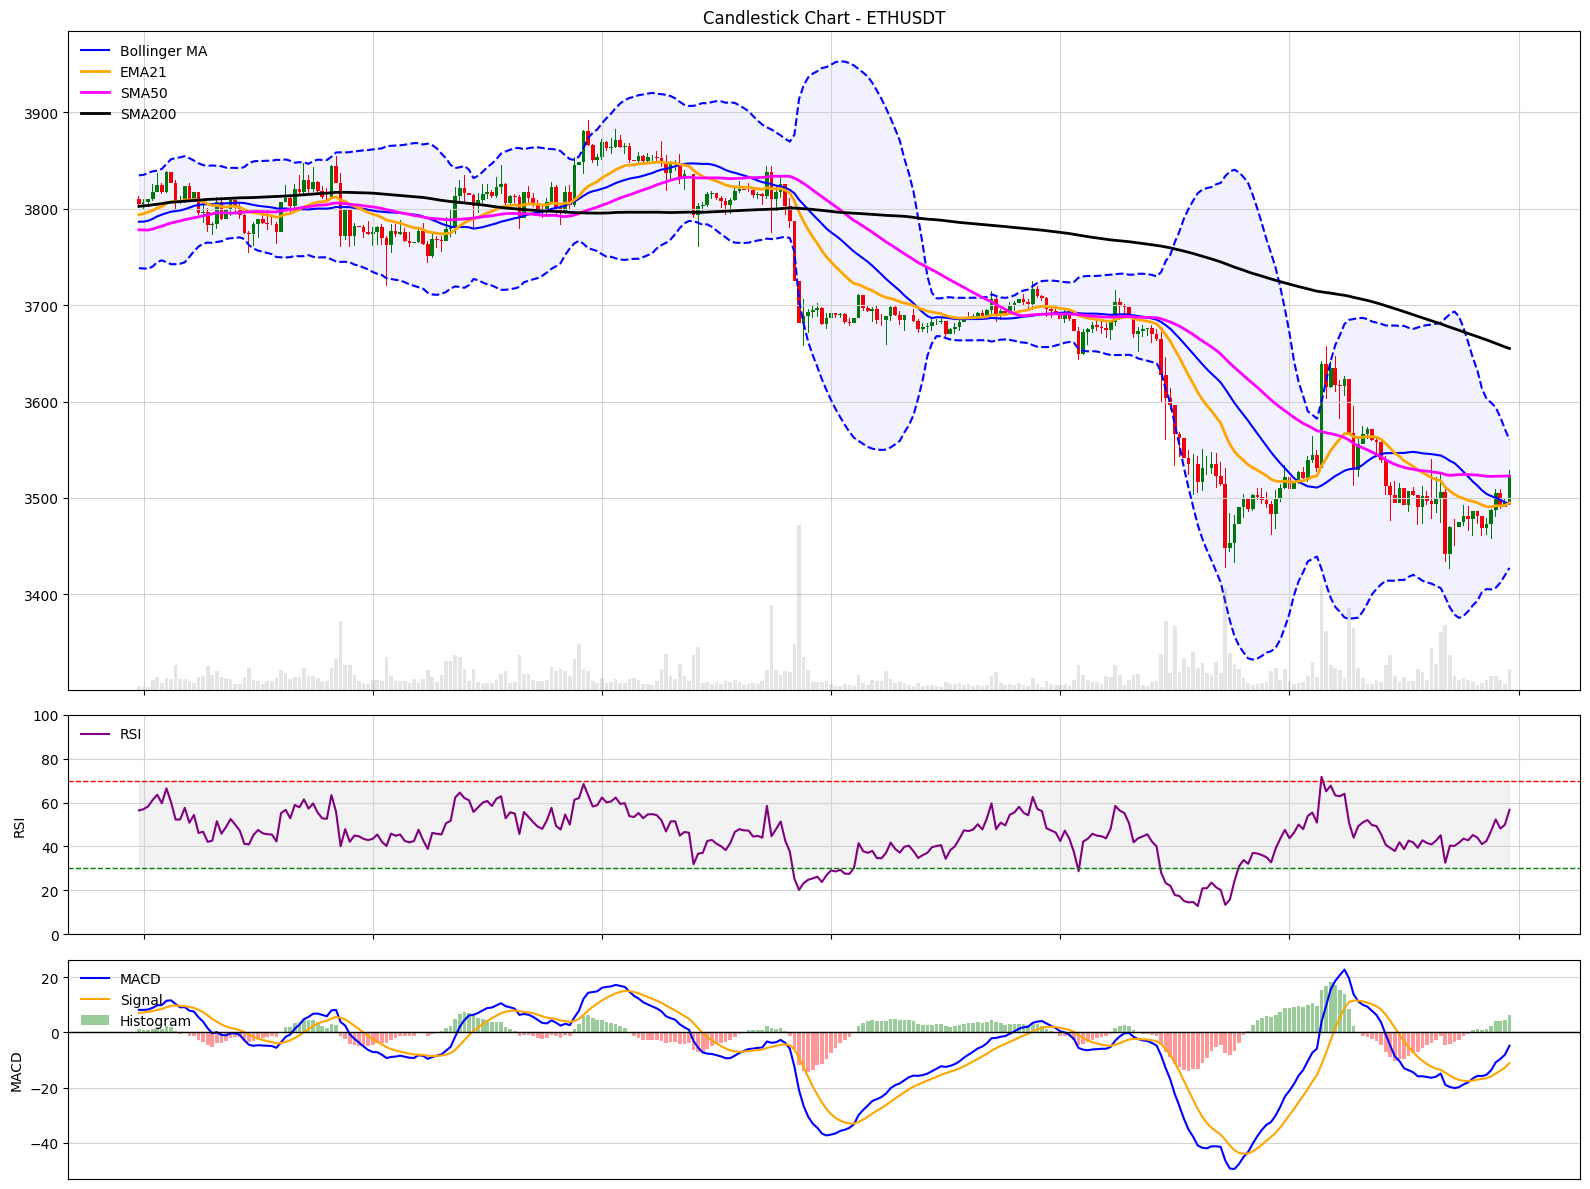 Candlestick Chart - ETHUSDT
Bollinger MA
EMA21
SMA50
SMA200
3900
3800
3700
3600
3500
3400
RSI
100
80
60
40
20
0
RSI
MACD
Signal
Histogram
20
0
−20
−40
MACD